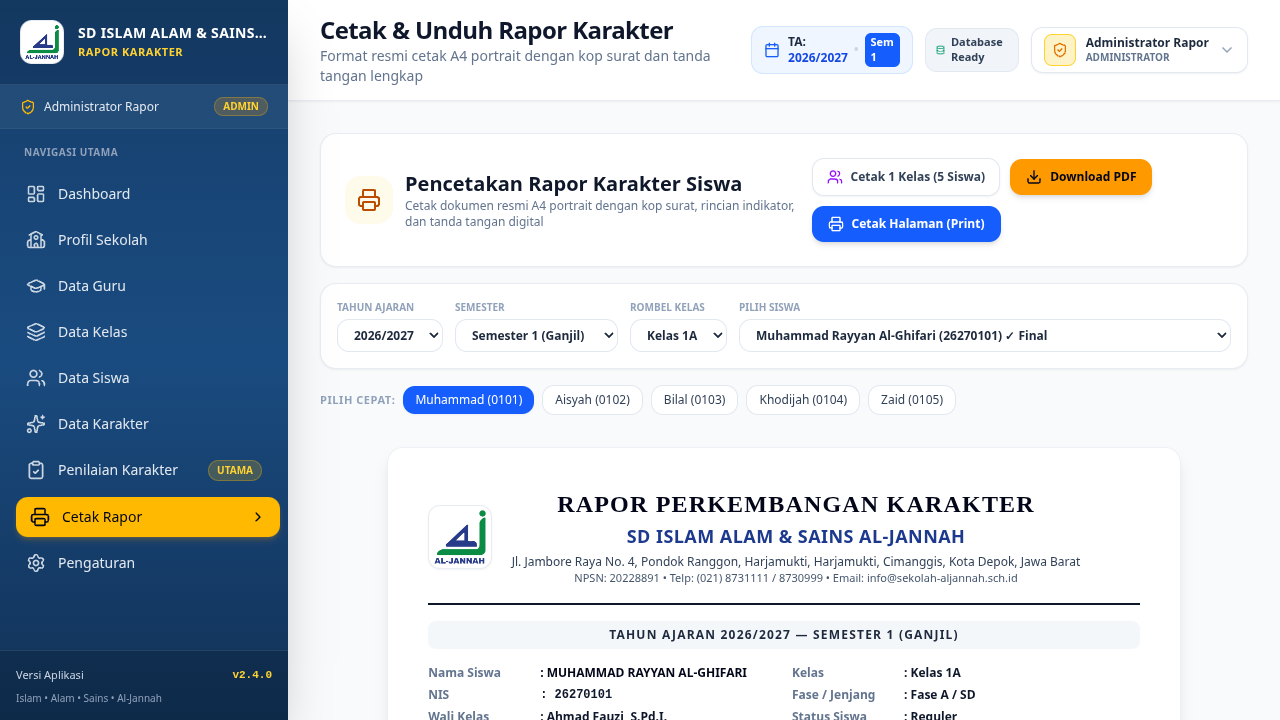 SD ISLAM ALAM & SAINS...
RAPOR KARAKTER
AL-JANNAH
Administrator Rapor
ADMIN
NAVIGASI UTAMA
Dashboard
Profil Sekolah
Data Guru
Data Kelas
Data Siswa
Data Karakter
Penilaian Karakter
UTAMA
Cetak Rapor
Pengaturan
Versi Aplikasi
v2.4.0
Islam • Alam • Sains • Al-Jannah
Cetak & Unduh Rapor Karakter
Format resmi cetak A4 portrait dengan kop surat dan tanda
tangan lengkap
TA:
2026/2027
•
Sem
1
Database
Ready
Administrator Rapor
ADMINISTRATOR
Pencetakan Rapor Karakter Siswa
Cetak dokumen resmi A4 portrait dengan kop surat, rincian indikator,
dan tanda tangan digital
Cetak 1 Kelas (5 Siswa)
Download PDF
Cetak Halaman (Print)
TAHUN AJARAN
SEMESTER
ROMBEL KELAS
PILIH SISWA
2026/2027
Semester 1 (Ganjil)
Kelas 1A
Muhammad Rayyan Al-Ghifari (26270101) ✓ Final
PILIH CEPAT:
Muhammad (0101)
Aisyah (0102)
Bilal (0103)
Khodijah (0104)
Zaid (0105)
AL-JANNAH
RAPOR PERKEMBANGAN KARAKTER
SD ISLAM ALAM & SAINS AL-JANNAH
Jl. Jambore Raya No. 4, Pondok Ranggon, Harjamukti, Harjamukti, Cimanggis, Kota Depok, Jawa Barat
NPSN: 20228891 • Telp: (021) 8731111 / 8730999 • Email: info@sekolah-aljannah.sch.id
TAHUN AJARAN 2026/2027 — SEMESTER 1 (GANJIL)
Nama Siswa : MUHAMMAD RAYYAN AL-GHIFARI Kelas : Kelas 1A
NIS : 26270101 Fase / Jenjang : Fase A / SD
Wali Kelas : Ahmad Fauzi, S.Pd.I. Status Siswa : Reguler